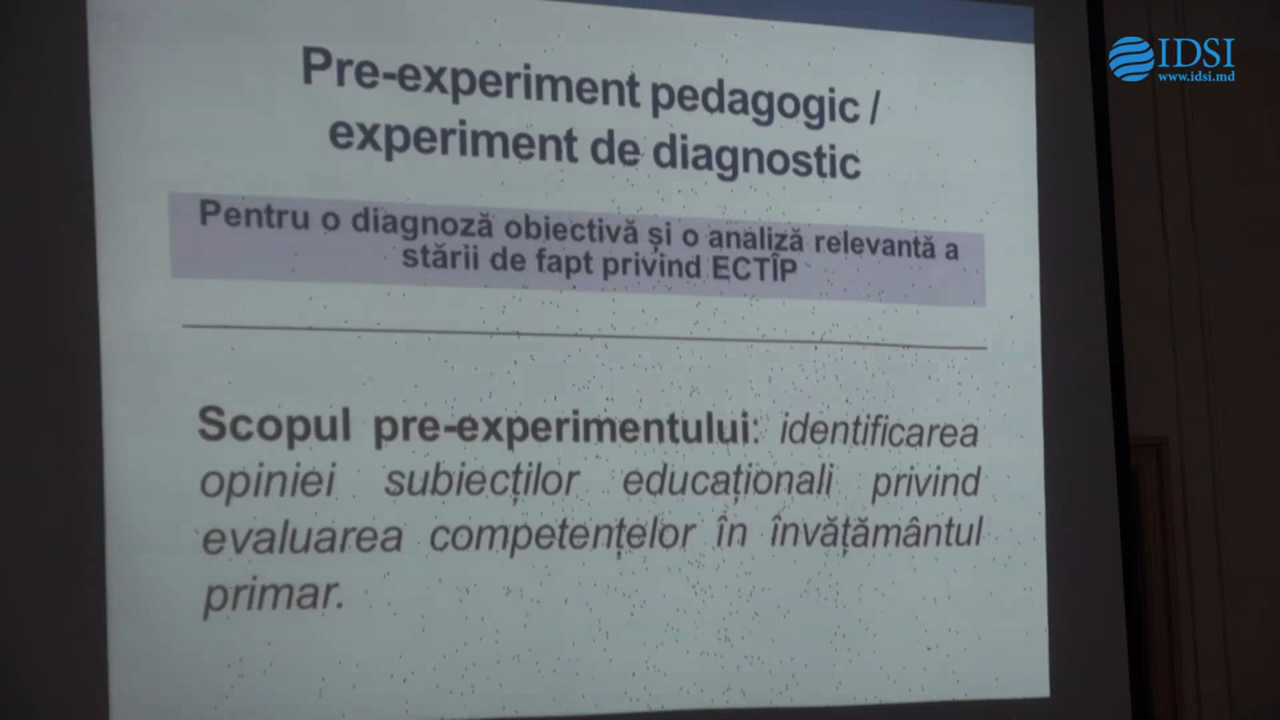 IDSI
www.idsi.md
Pre-experiment pedagogic /
experiment de diagnostic
Pentru o diagnoză obiectivă și o analiză relevantă a
stării de fapt privind ECTÎP
Scopul pre-experimentului: identificarea
opiniei subiecților educaționali privind
evaluarea competențelor în învățământul
primar.